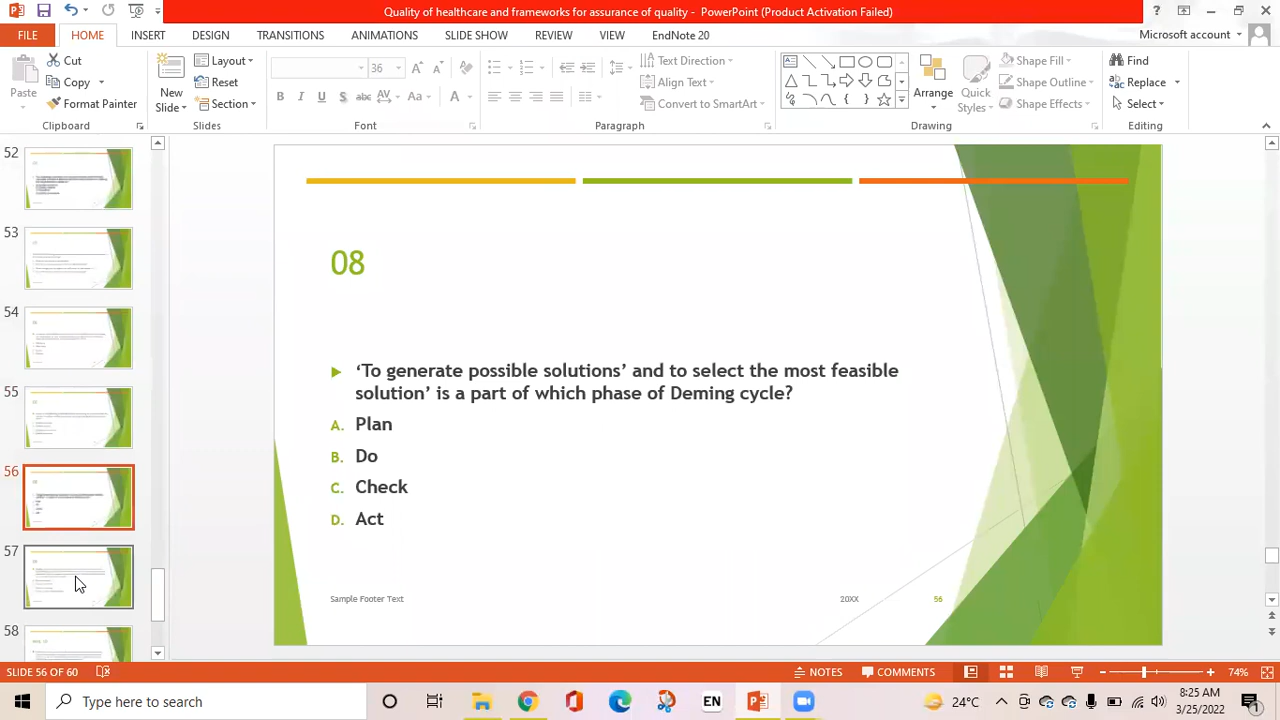 Quality of healthcare and frameworks for assurance of quality - PowerPoint (Product Activation Failed)
FILE HOME INSERT DESIGN TRANSITIONS ANIMATIONS SLIDE SHOW REVIEW VIEW EndNote 20 Microsoft account
Paste
Cut
Copy
Format Painter
Clipboard
New
Slide
Layout
Reset
Section
Slides
36
Font
Text Direction
Align Text
Convert to SmartArt
Paragraph
Arrange
Quick
Styles
Shape Fill
Shape Outline
Shape Effects
Drawing
Find
Replace
Select
Editing
52
53
54
55
56
57
58
08
‘To generate possible solutions’ and to select the most feasible
solution’ is a part of which phase of Deming cycle?
A. Plan
B. Do
C. Check
D. Act
Sample Footer Text 20XX 56
SLIDE 56 OF 60 NOTES COMMENTS 74%
Type here to search EN 24°C 8:25 AM
3/25/2022